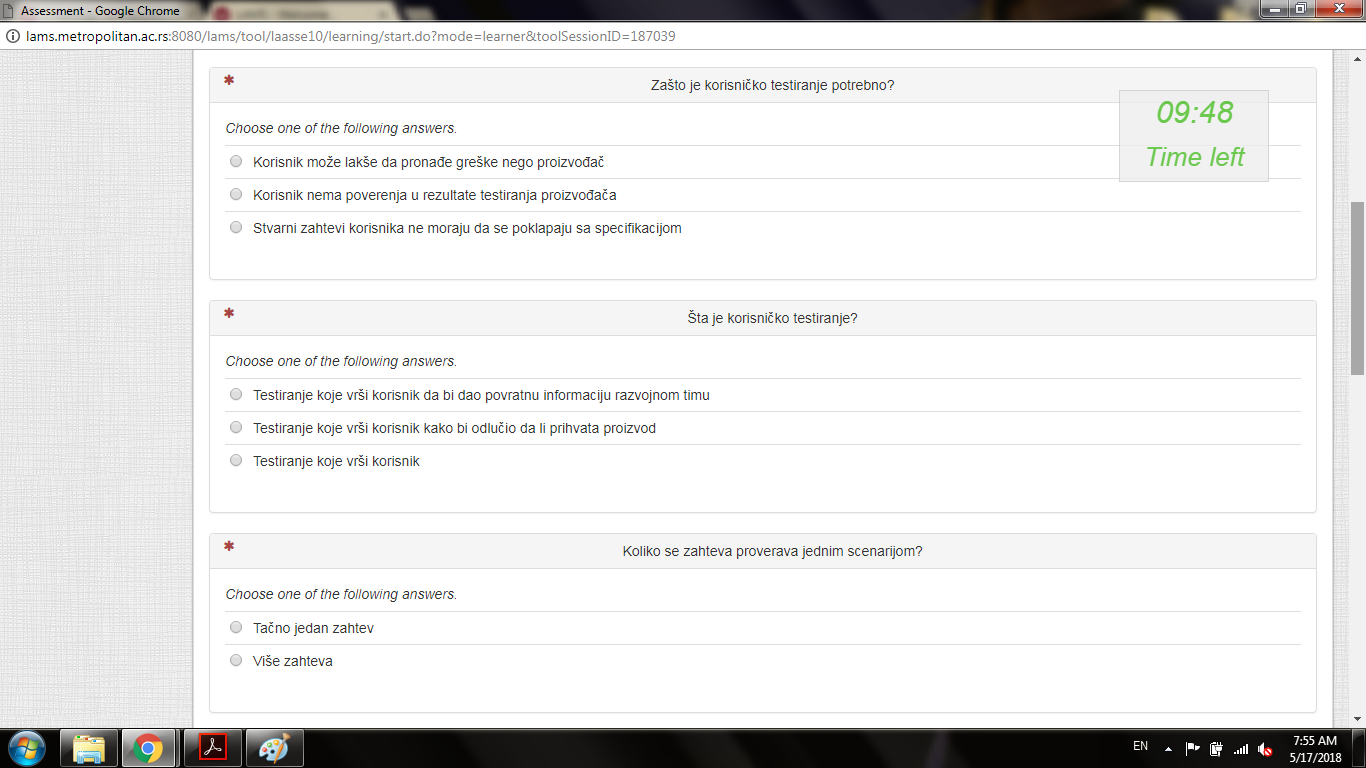 Assessment - Google Chrome
lams.metropolitan.ac.rs:8080/lams/tool/laasse10/learning/start.do?mode=learner&toolSessionID=187039
✱
Zašto je korisničko testiranje potrebno?
09:48
Time left
Choose one of the following answers.
Korisnik može lakše da pronađe greške nego proizvođač
Korisnik nema poverenja u rezultate testiranja proizvođača
Stvarni zahtevi korisnika ne moraju da se poklapaju sa specifikacijom
✱
Šta je korisničko testiranje?
Choose one of the following answers.
Testiranje koje vrši korisnik da bi dao povratnu informaciju razvojnom timu
Testiranje koje vrši korisnik kako bi odlučio da li prihvata proizvod
Testiranje koje vrši korisnik
✱
Koliko se zahteva proverava jednim scenarijom?
Choose one of the following answers.
Tačno jedan zahtev
Više zahteva
EN
7:55 AM
5/17/2018